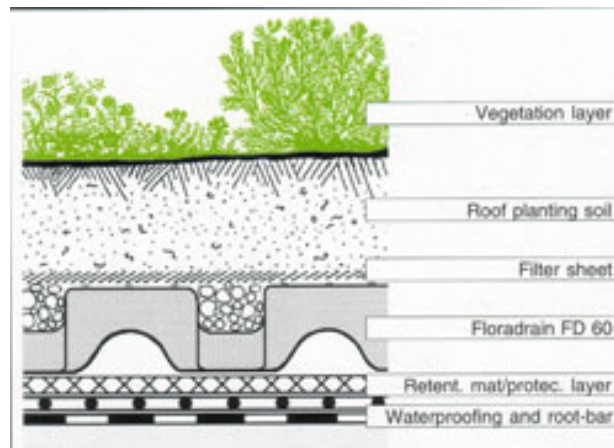 Vegetation layer
Roof planting soil
Filter sheet
Floradrain FD 60
Retent. mat/protec. layer
Waterproofing and root-bar